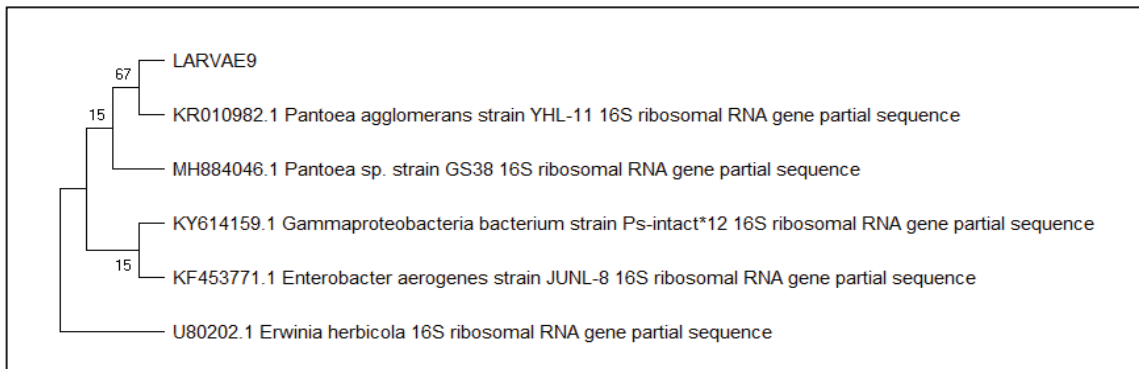 LARVAE9
67
KR010982.1 Pantoea agglomerans strain YHL-11 16S ribosomal RNA gene partial sequence
15
MH884046.1 Pantoea sp. strain GS38 16S ribosomal RNA gene partial sequence
KY614159.1 Gammaproteobacteria bacterium strain Ps-intact*12 16S ribosomal RNA gene partial sequence
15
KF453771.1 Enterobacter aerogenes strain JUNL-8 16S ribosomal RNA gene partial sequence
U80202.1 Erwinia herbicola 16S ribosomal RNA gene partial sequence